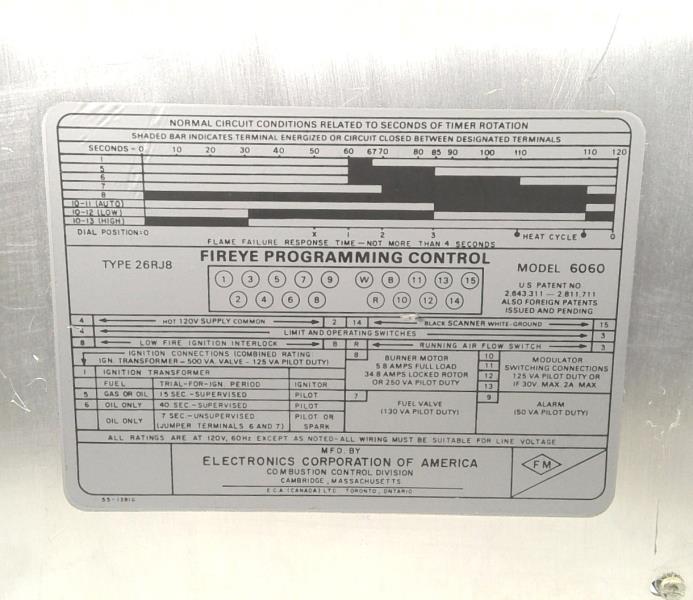 NORMAL CIRCUIT CONDITIONS RELATED TO SECONDS OF TIMER ROTATION
SHADED BAR INDICATES TERMINAL ENERGIZED OR CIRCUIT CLOSED BETWEEN DESIGNATED TERMINALS
SECONDS - 0 10 20 30 40 50 60 67 70 80 85 90 100 110 110 120
1
5
6
7
8
10-11 (AUTO)
10-12 (LOW)
10-13 (HIGH)
DIAL POSITION: 0 X 1 2 3 HEAT CYCLE 0
FLAME FAILURE RESPONSE TIME - NOT MORE THAN 4 SECONDS
TYPE 26RJ8 FIREYE PROGRAMMING CONTROL MODEL 6060
1 3 5 7 9 W B 11 13 15
2 4 6 8 R 10 12 14
U.S. PATENT NO
2,643,311 - 2,811,711
ALSO FOREIGN PATENTS
ISSUED AND PENDING
4 HOT 120V SUPPLY COMMON 2 14 BLACK SCANNER WHITE-GROUND 15
4 LIMIT AND OPERATING SWITCHES 3
8 LOW FIRE IGNITION INTERLOCK B R RUNNING AIR FLOW SWITCH 3
IGNITION CONNECTIONS (COMBINED RATING:
IGN. TRANSFORMER - 500 VA. VALVE - 125 VA PILOT DUTY)
1 IGNITION TRANSFORMER
FUEL TRIAL-FOR-IGN. PERIOD IGNITOR
5 GAS OR OIL 15 SEC.-SUPERVISED PILOT
6 OIL ONLY 40 SEC.-SUPERVISED PILOT
OIL ONLY 7 SEC.-UNSUPERVISED (JUMPER TERMINALS 6 AND 7) PILOT OR SPARK
8 BURNER MOTOR
5.8 AMPS FULL LOAD
34.8 AMPS LOCKED ROTOR
OR 250 VA PILOT DUTY
7 FUEL VALVE
(130 VA PILOT DUTY)
10 11 12 13 MODULATOR
SWITCHING CONNECTIONS
125 VA PILOT DUTY OR
IF 30V. MAX. 2A MAX
9 ALARM
(50 VA PILOT DUTY)
ALL RATINGS ARE AT 120V, 60Hz EXCEPT AS NOTED-ALL WIRING MUST BE SUITABLE FOR LINE VOLTAGE
MFD. BY
ELECTRONICS CORPORATION OF AMERICA
COMBUSTION CONTROL DIVISION
CAMBRIDGE, MASSACHUSETTS
E.C.A. (CANADA) LTD. TORONTO, ONTARIO
FM